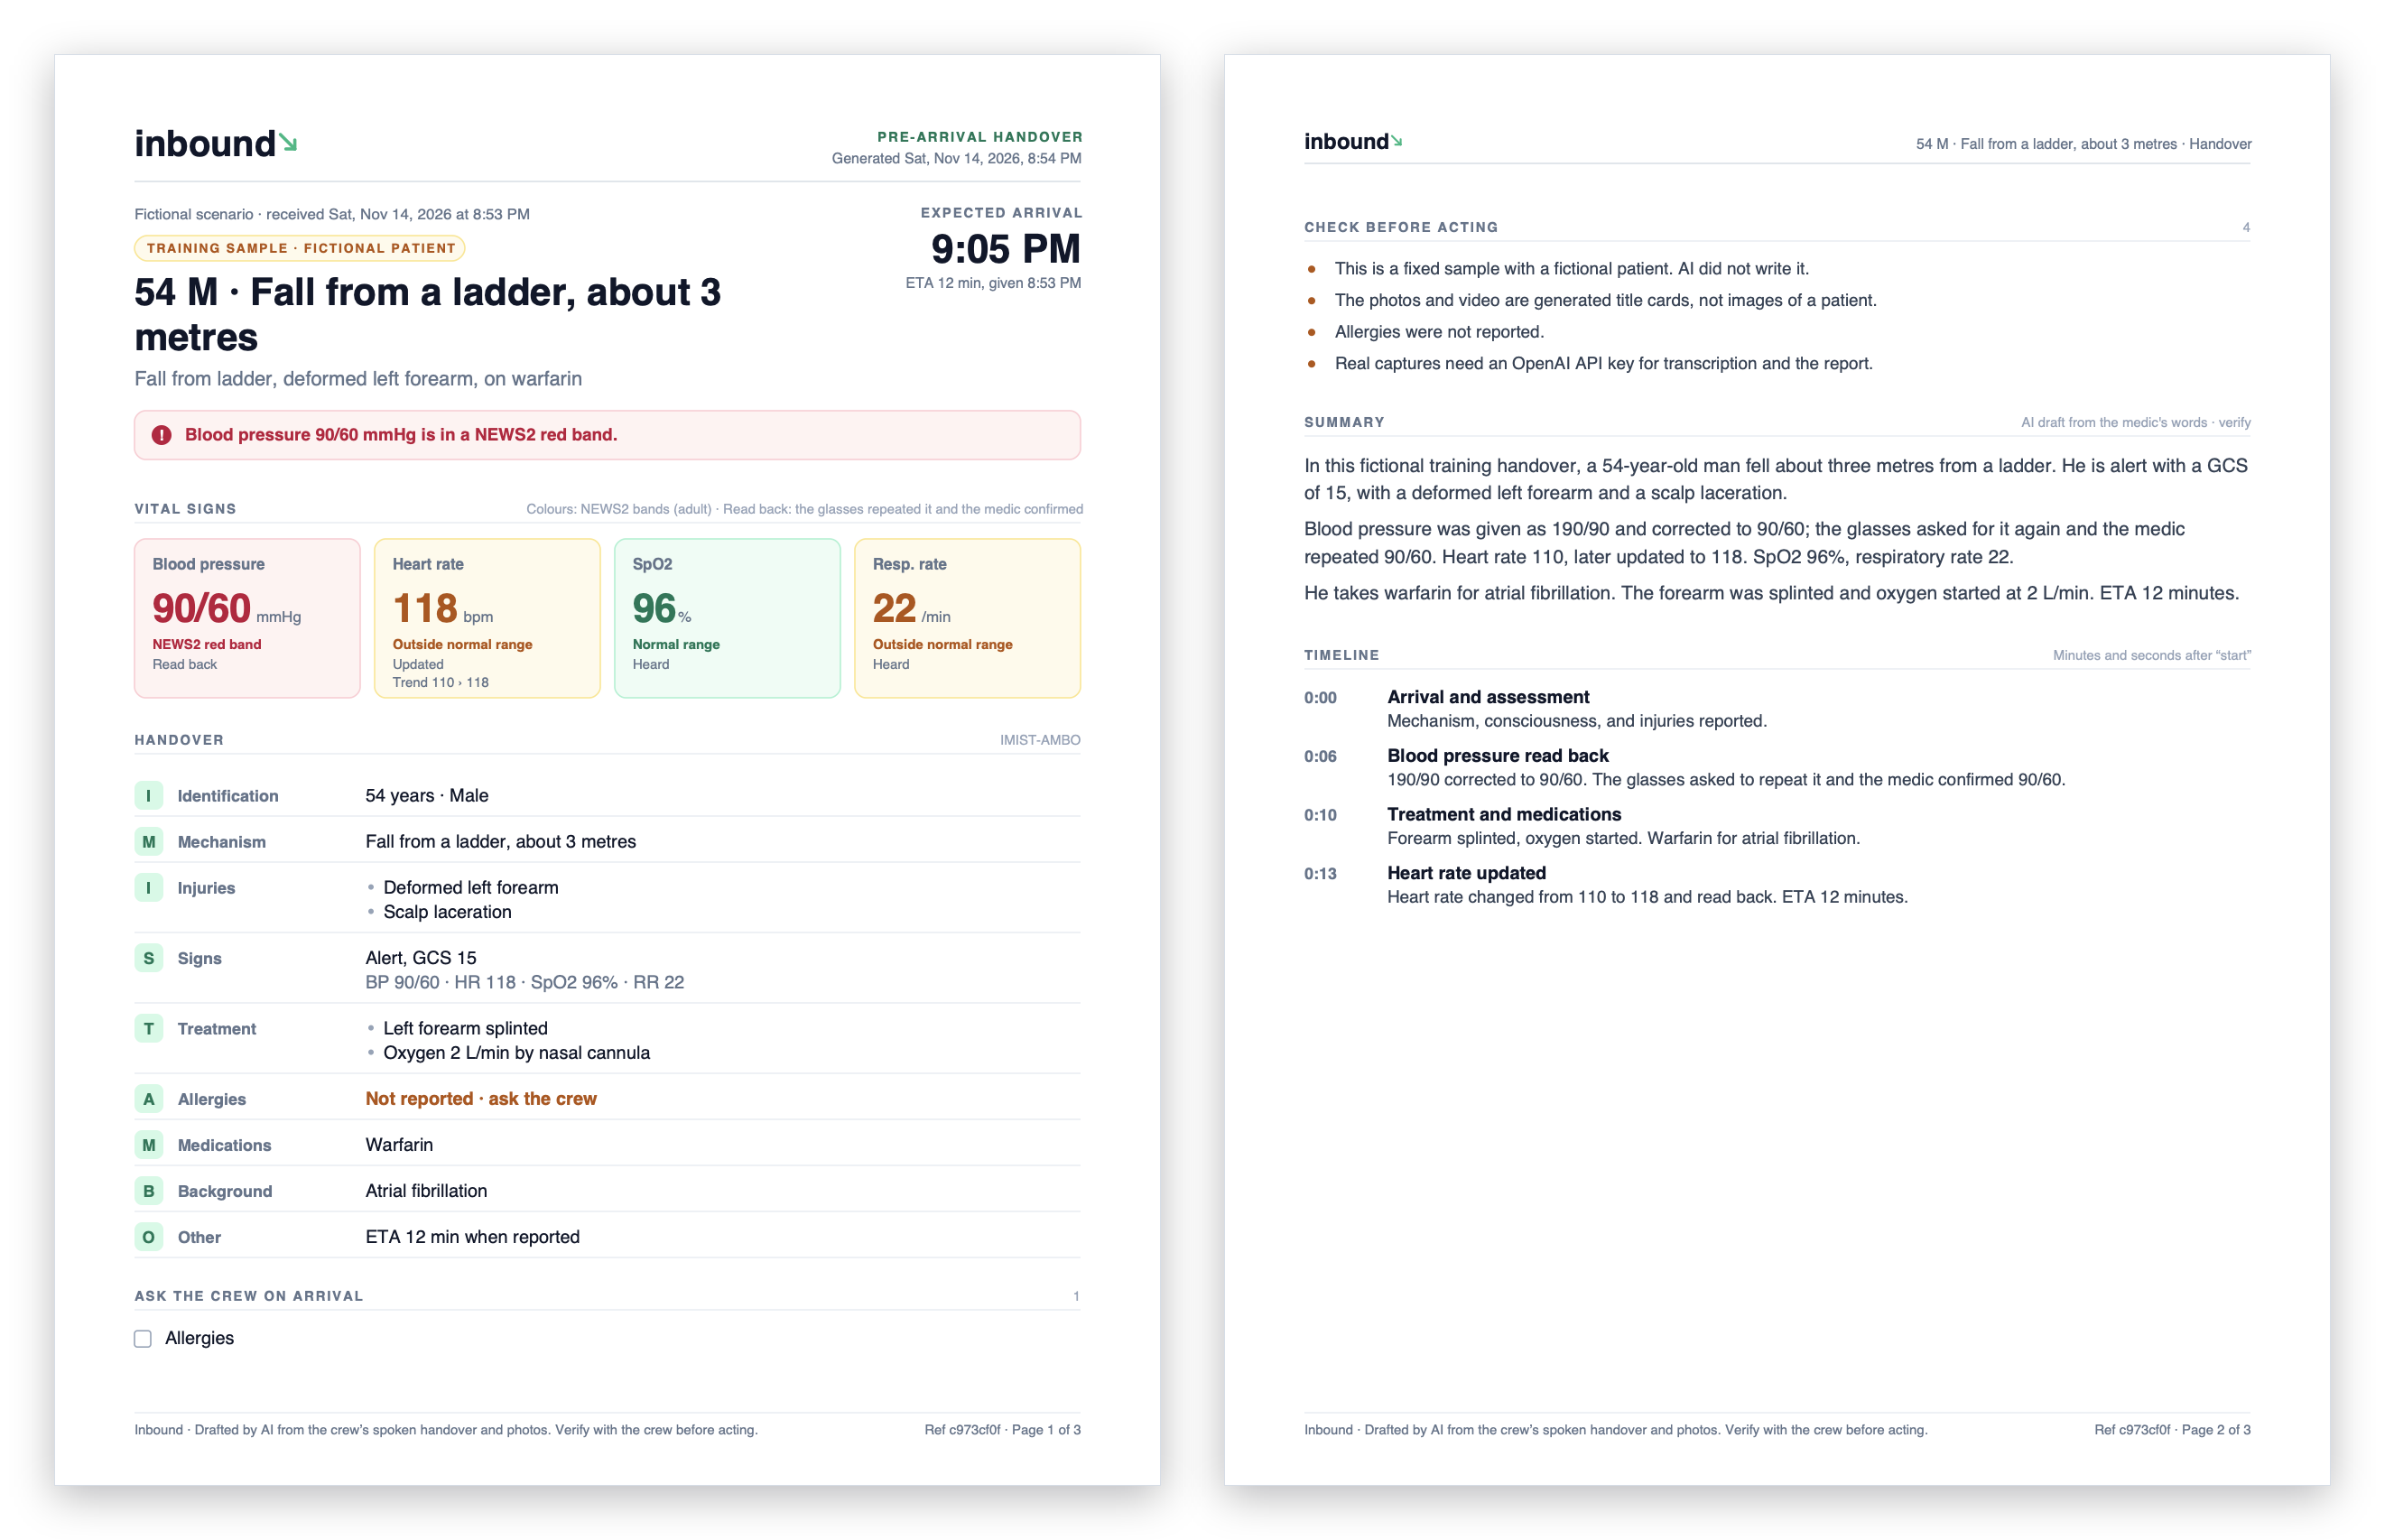 inbound
PRE-ARRIVAL HANDOVER
Generated Sat, Nov 14, 2026, 8:54 PM
Fictional scenario · received Sat, Nov 14, 2026 at 8:53 PM
TRAINING SAMPLE · FICTIONAL PATIENT
54 M · Fall from a ladder, about 3
metres
Fall from ladder, deformed left forearm, on warfarin
EXPECTED ARRIVAL
9:05 PM
ETA 12 min, given 8:53 PM
! Blood pressure 90/60 mmHg is in a NEWS2 red band.
VITAL SIGNS
Colours: NEWS2 bands (adult) · Read back: the glasses repeated it and the medic confirmed
Blood pressure
90/60 mmHg
NEWS2 red band
Read back
Heart rate
118 bpm
Outside normal range
Updated
Trend 110 › 118
SpO2
96%
Normal range
Heard
Resp. rate
22 /min
Outside normal range
Heard
HANDOVER
IMIST-AMBO
I Identification 54 years · Male
M Mechanism Fall from a ladder, about 3 metres
I Injuries • Deformed left forearm
• Scalp laceration
S Signs Alert, GCS 15
BP 90/60 · HR 118 · SpO2 96% · RR 22
T Treatment • Left forearm splinted
• Oxygen 2 L/min by nasal cannula
A Allergies Not reported · ask the crew
M Medications Warfarin
B Background Atrial fibrillation
O Other ETA 12 min when reported
ASK THE CREW ON ARRIVAL 1
Allergies
Inbound · Drafted by AI from the crew's spoken handover and photos. Verify with the crew before acting.
Ref c973cf0f · Page 1 of 3
inbound
54 M · Fall from a ladder, about 3 metres · Handover
CHECK BEFORE ACTING 4
• This is a fixed sample with a fictional patient. AI did not write it.
• The photos and video are generated title cards, not images of a patient.
• Allergies were not reported.
• Real captures need an OpenAI API key for transcription and the report.
SUMMARY
AI draft from the medic's words · verify
In this fictional training handover, a 54-year-old man fell about three metres from a ladder. He is alert with a GCS
of 15, with a deformed left forearm and a scalp laceration.
Blood pressure was given as 190/90 and corrected to 90/60; the glasses asked for it again and the medic
repeated 90/60. Heart rate 110, later updated to 118. SpO2 96%, respiratory rate 22.
He takes warfarin for atrial fibrillation. The forearm was splinted and oxygen started at 2 L/min. ETA 12 minutes.
TIMELINE
Minutes and seconds after “start”
0:00 Arrival and assessment
Mechanism, consciousness, and injuries reported.
0:06 Blood pressure read back
190/90 corrected to 90/60. The glasses asked to repeat it and the medic confirmed 90/60.
0:10 Treatment and medications
Forearm splinted, oxygen started. Warfarin for atrial fibrillation.
0:13 Heart rate updated
Heart rate changed from 110 to 118 and read back. ETA 12 minutes.
Inbound · Drafted by AI from the crew's spoken handover and photos. Verify with the crew before acting.
Ref c973cf0f · Page 2 of 3